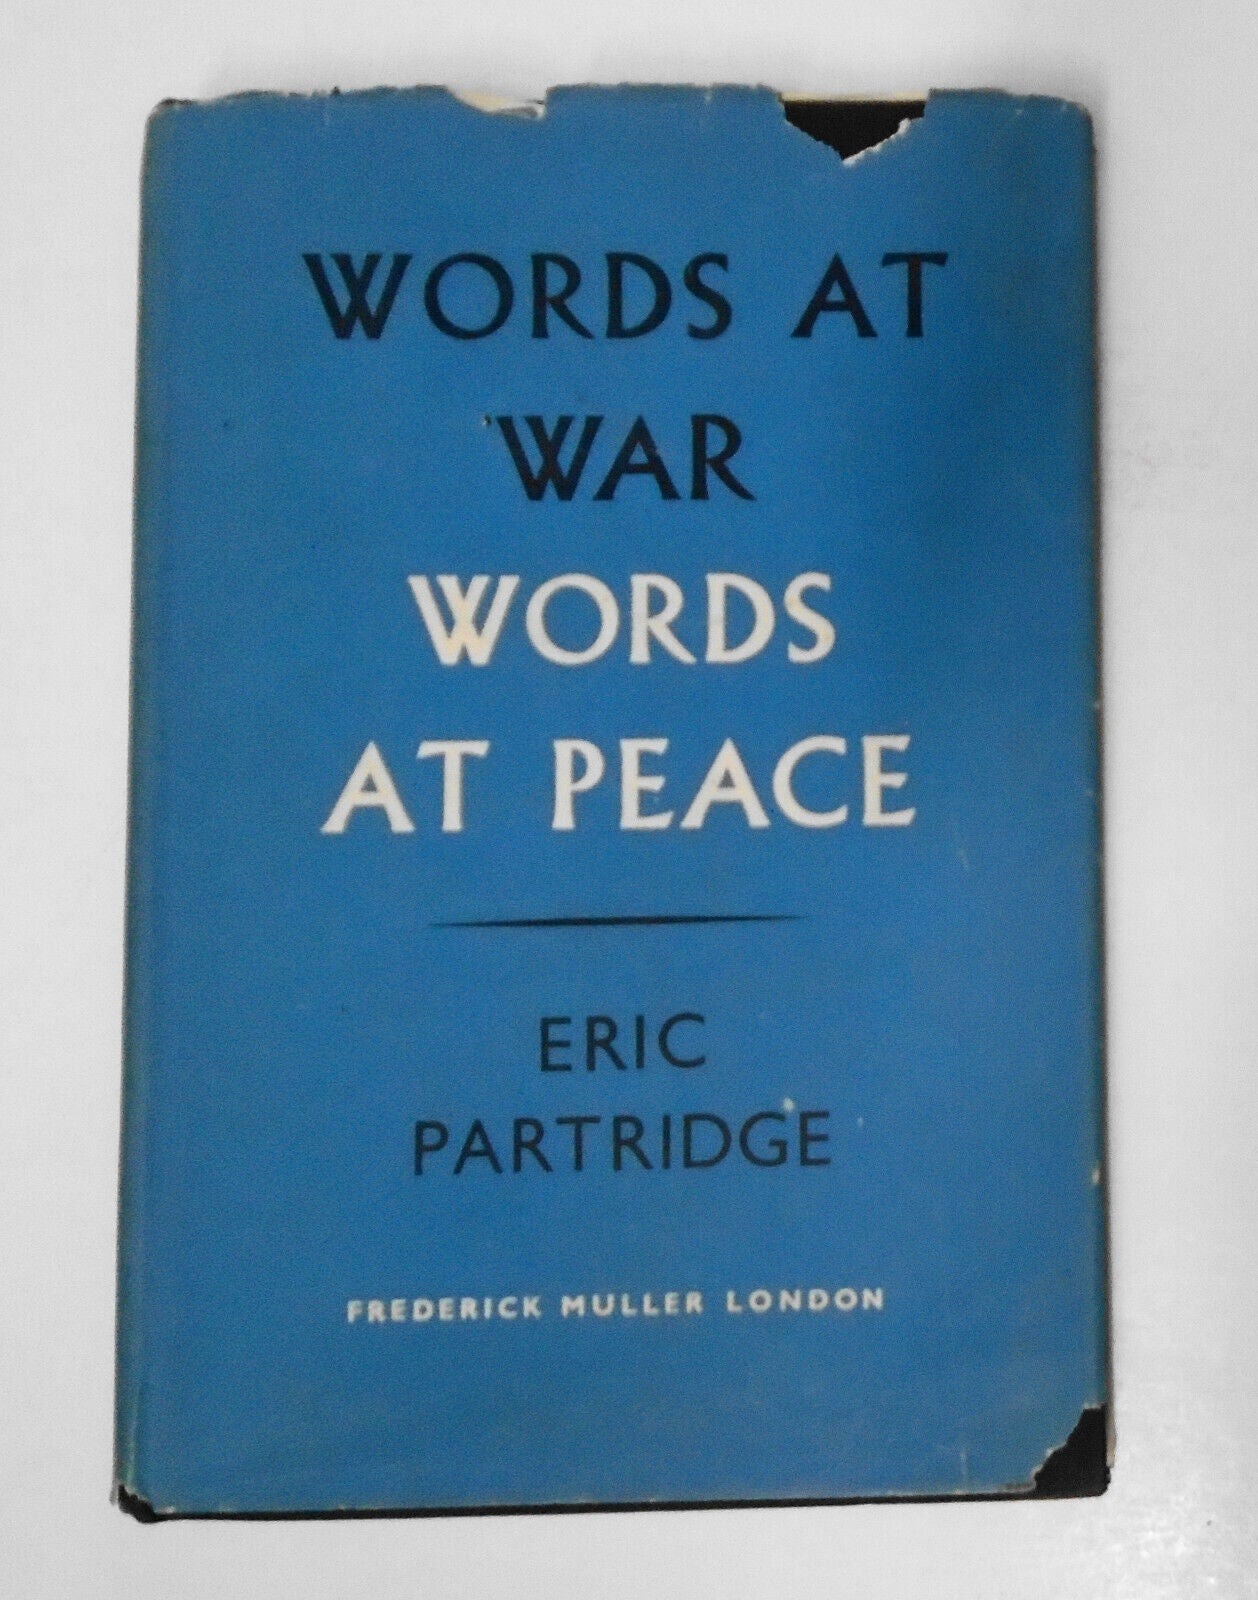 WORDS AT
WAR
WORDS
AT PEACE
ERIC
PARTRIDGE
FREDERICK MULLER LONDON